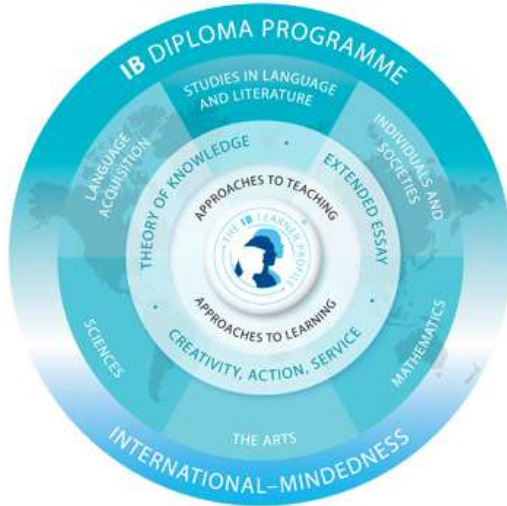 IB DIPLOMA PROGRAMME
STUDIES IN LANGUAGE
AND LITERATURE
LANGUAGE
ACQUISITION
INDIVIDUALS AND
SOCIETIES
THEORY OF KNOWLEDGE
EXTENDED ESSAY
APPROACHES TO TEACHING
THE IB LEARNER PROFILE
APPROACHES TO LEARNING
CREATIVITY, ACTION, SERVICE
SCIENCES
MATHEMATICS
THE ARTS
INTERNATIONAL–MINDEDNESS